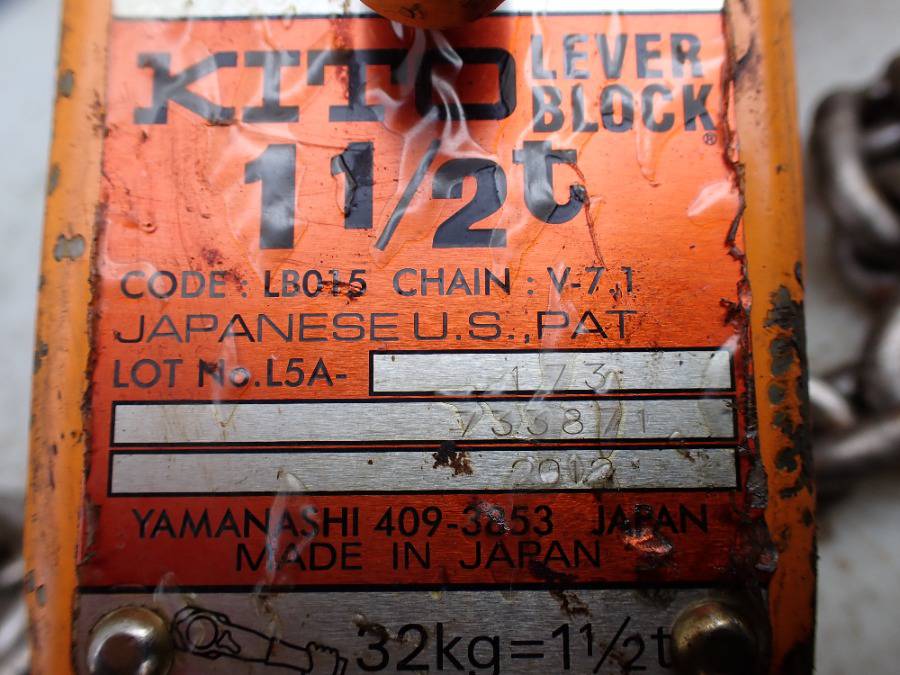 KITO LEVER BLOCK®
1 1/2t
CODE : LB015 CHAIN : V-7.1
JAPANESE U.S., PAT
LOT No.L5A- 173
733871
2012
YAMANASHI 409-3853 JAPAN
MADE IN JAPAN
32kg=1 1/2t